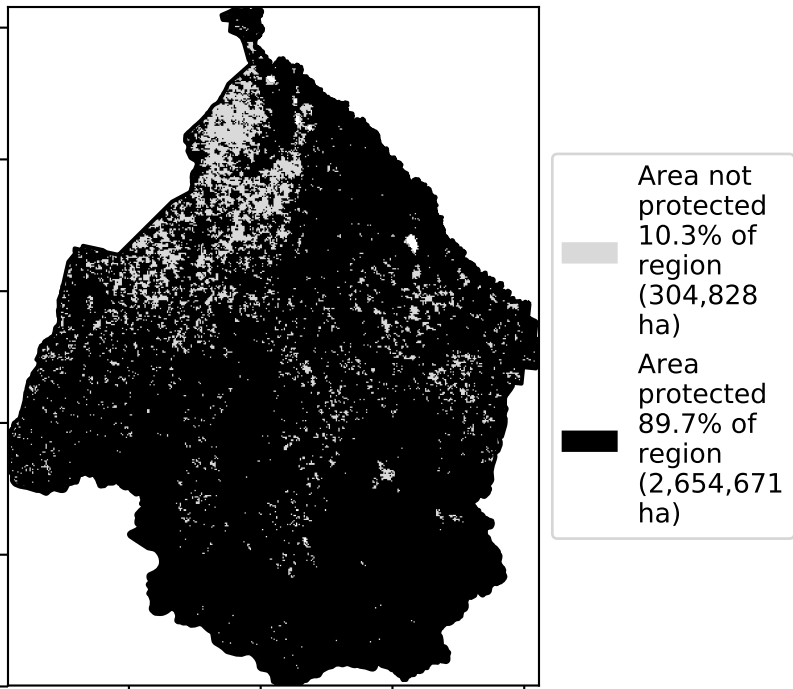 Area not
protected
10.3% of
region
(304,828
ha)
Area
protected
89.7% of
region
(2,654,671
ha)